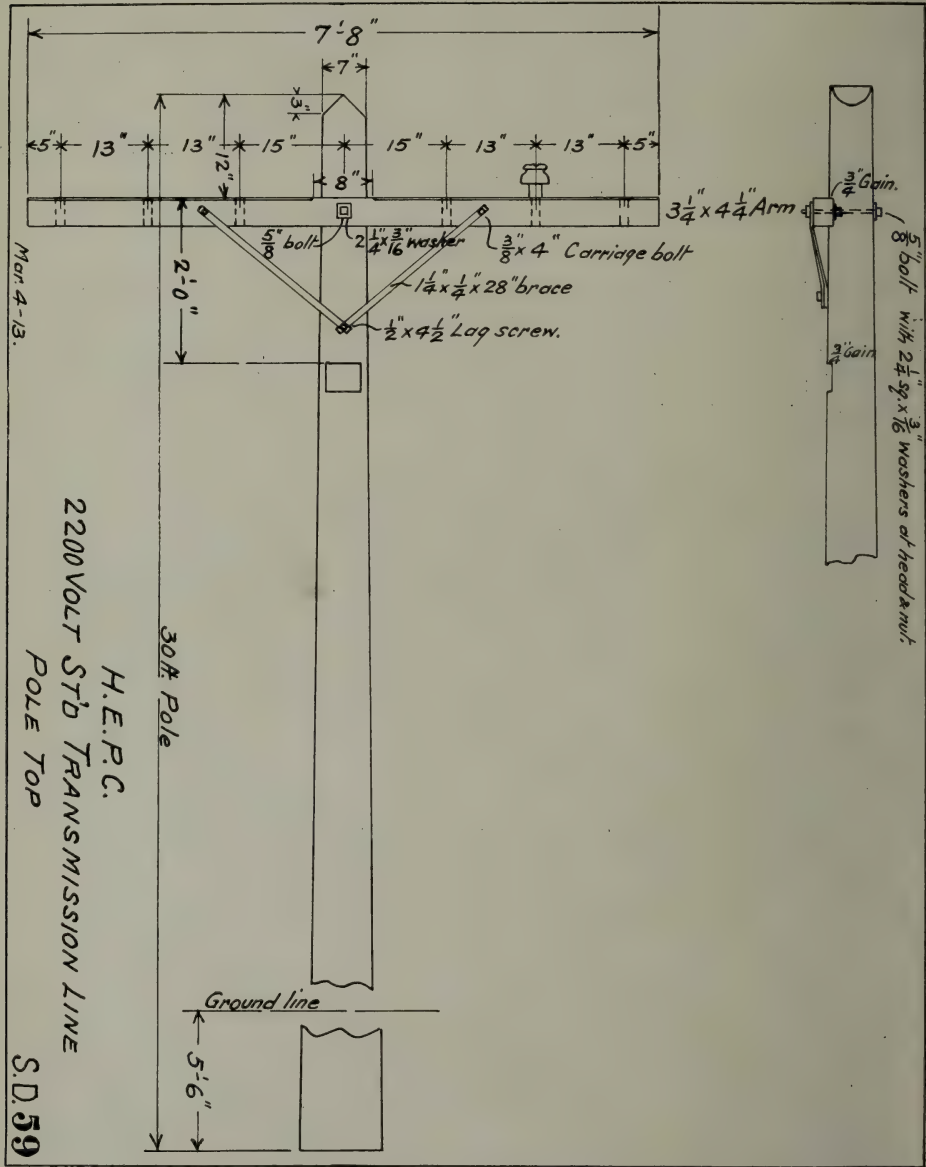 7'-8"
7"
3"
5" 13" 13" 15" 15" 13" 13" 5"
12"
8"
3/4" Gain.
3 1/4" x 4 1/4" Arm
5/8" bolt
2 1/4" x 3/16" washer
3/8" x 4" Carriage bolt
2'-0"
1 1/4" x 1/4" x 28" brace
1/2" x 4 1/2" Lag screw.
3/4" Gain
5/8" bolt with 2 1/4" sq. x 3/16" washers at head & nut.
Mar. 4-13.
30 ft. Pole
Ground line
5'-6"
H.E.P.C.
2200 VOLT ST'D TRANSMISSION LINE
POLE TOP
S.D. 59